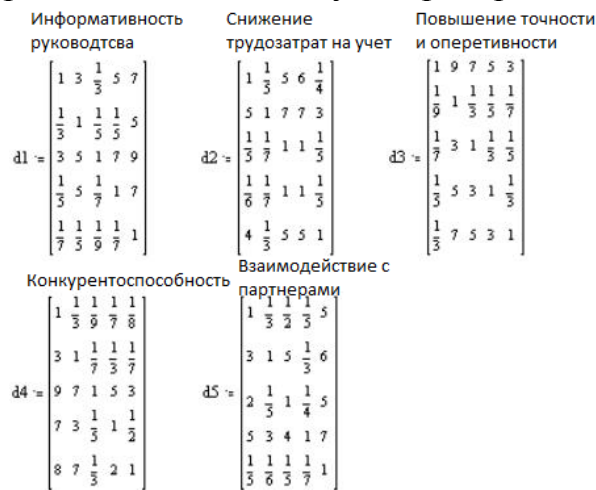 Информативность
руководтсва
d1 :=
1 3 1/3 5 7
1/3 1 1/5 1/5 5
3 5 1 7 9
1/5 5 1/7 1 7
1/7 1/5 1/9 1/7 1
Снижение
трудозатрат на учет
d2 :=
1 1/5 5 6 1/4
5 1 7 7 3
1/5 1/7 1 1 1/5
1/6 1/7 1 1 1/5
4 1/3 5 5 1
Повышение точности
и оперетивности
d3 :=
1 9 7 5 3
1/9 1 1/3 1/5 1/7
1/7 3 1 1/3 1/5
1/5 5 3 1 1/3
1/3 7 5 3 1
Конкурентоспособность
d4 :=
1 1/3 1/9 1/7 1/8
3 1 1/7 1/3 1/7
9 7 1 5 3
7 3 1/5 1 1/2
8 7 1/3 2 1
Взаимодействие с
партнерами
d5 :=
1 1/3 1/2 1/5 5
3 1 5 1/3 6
2 1/5 1 1/4 5
5 3 4 1 7
1/5 1/6 1/5 1/7 1